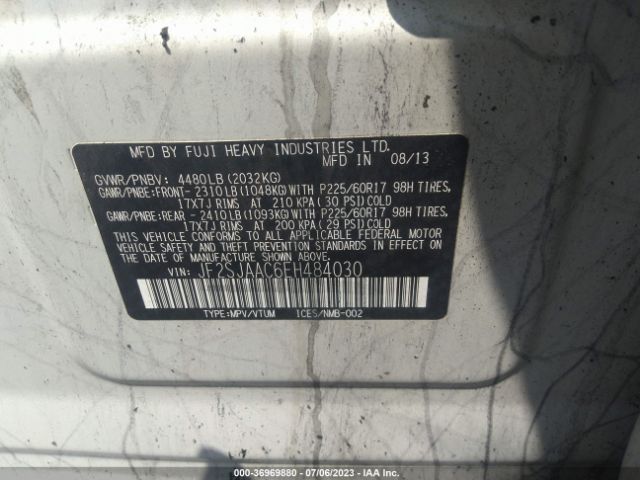 MFD BY FUJI HEAVY INDUSTRIES LTD.
MFD IN 08/13
GVWR/PNBV: 4480LB(2032KG)
GAWR/PNBE:FRONT- 2310LB(1048KG)WITH P225/60R17 98H TIRES,
17X7J RIMS AT 210 KPA( 30 PSI)COLD
GAWR/PNBE:REAR - 2410LB(1093KG)WITH P225/60R17 98H TIRES,
17X7J RIMS AT 200 KPA( 29 PSI)COLD
THIS VEHICLE CONFORMS TO ALL APPLICABLE FEDERAL MOTOR
VEHICLE SAFETY AND THEFT PREVENTION STANDARDS IN EFFECT ON
THE DATE OF MANUFACTURE SHOWN ABOVE.
VIN: JF2SJAAC6EH484030
TYPE:MPV/VTUM ICES/NMB-002
000-36969880 - 07/06/2023 - IAA Inc.